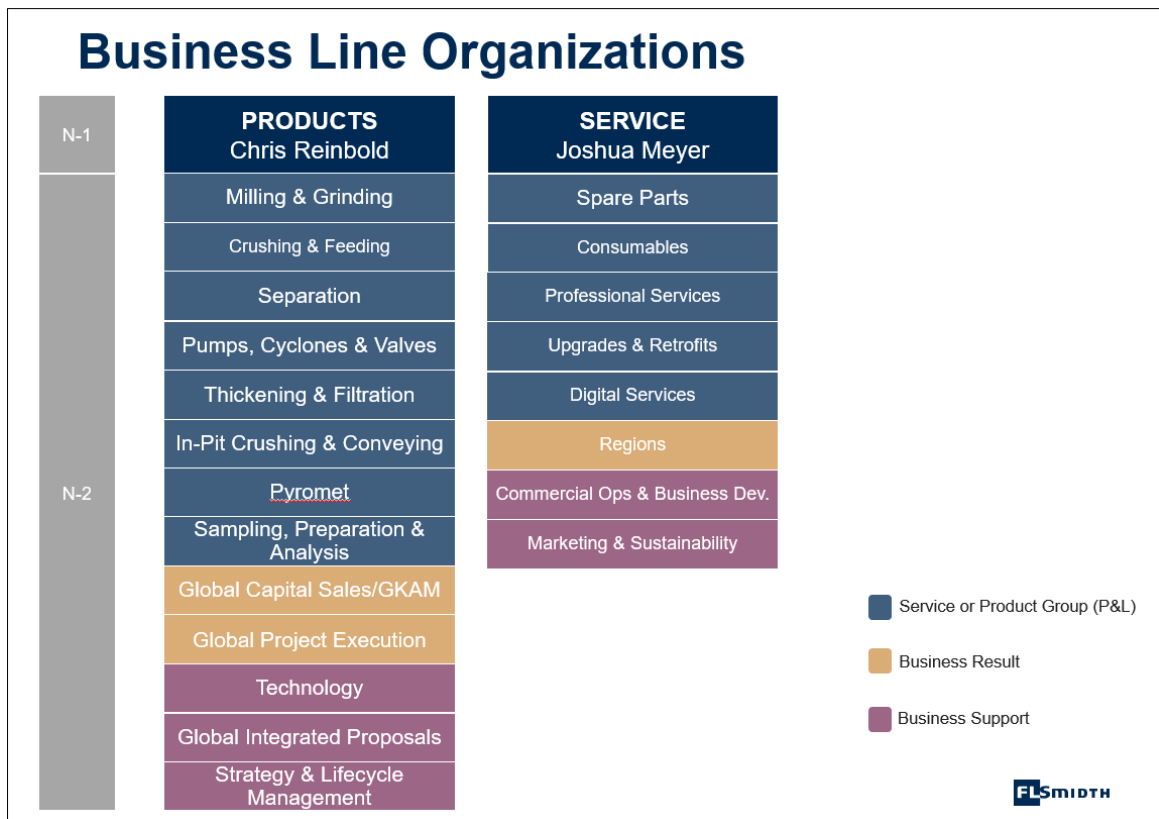 Business Line Organizations
N-1
PRODUCTS
Chris Reinbold
SERVICE
Joshua Meyer
N-2
Milling & Grinding
Crushing & Feeding
Separation
Pumps, Cyclones & Valves
Thickening & Filtration
In-Pit Crushing & Conveying
Pyromet
Sampling, Preparation &
Analysis
Global Capital Sales/GKAM
Global Project Execution
Technology
Global Integrated Proposals
Strategy & Lifecycle
Management
Spare Parts
Consumables
Professional Services
Upgrades & Retrofits
Digital Services
Regions
Commercial Ops & Business Dev.
Marketing & Sustainability
Service or Product Group (P&L)
Business Result
Business Support
FLSMIDTH